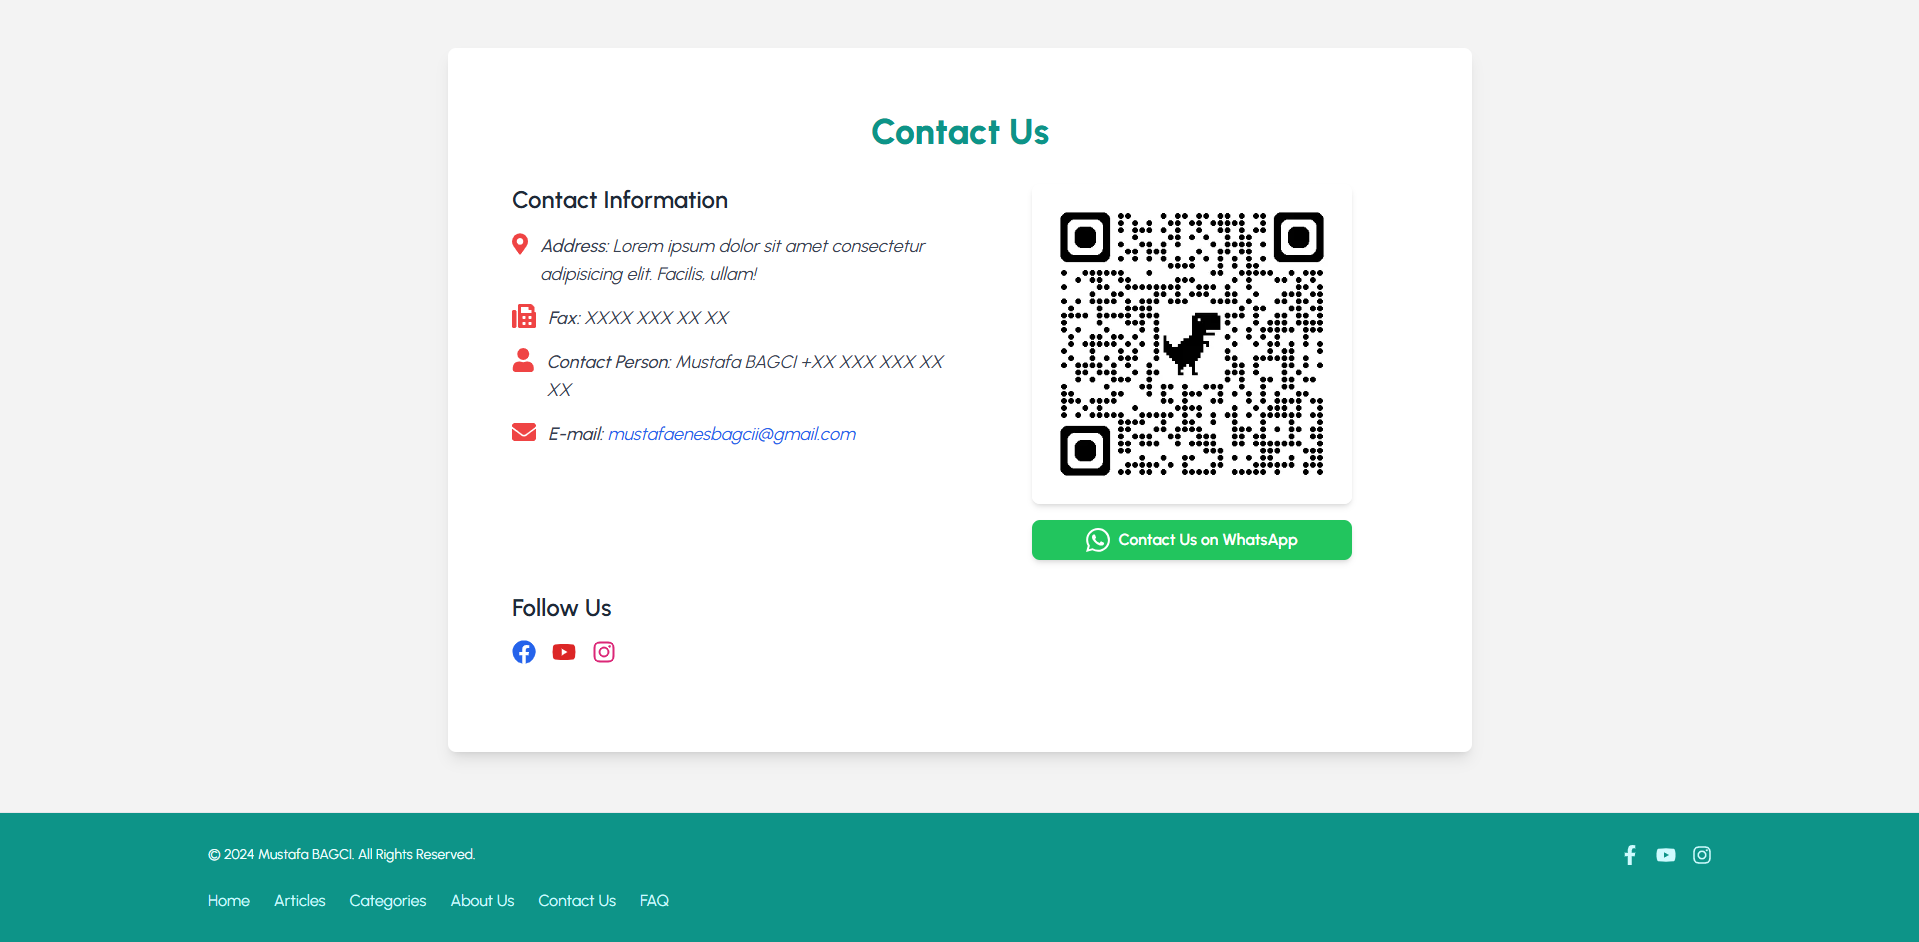 Contact Us
Contact Information
Address: Lorem ipsum dolor sit amet consectetur
adipisicing elit. Facilis, ullam!
Fax: XXXX XXX XX XX
Contact Person: Mustafa BAGCI +XX XXX XXX XX
XX
E-mail: mustafaenesbagcii@gmail.com
Contact Us on WhatsApp
Follow Us
© 2024 Mustafa BAGCI. All Rights Reserved.
Home Articles Categories About Us Contact Us FAQ